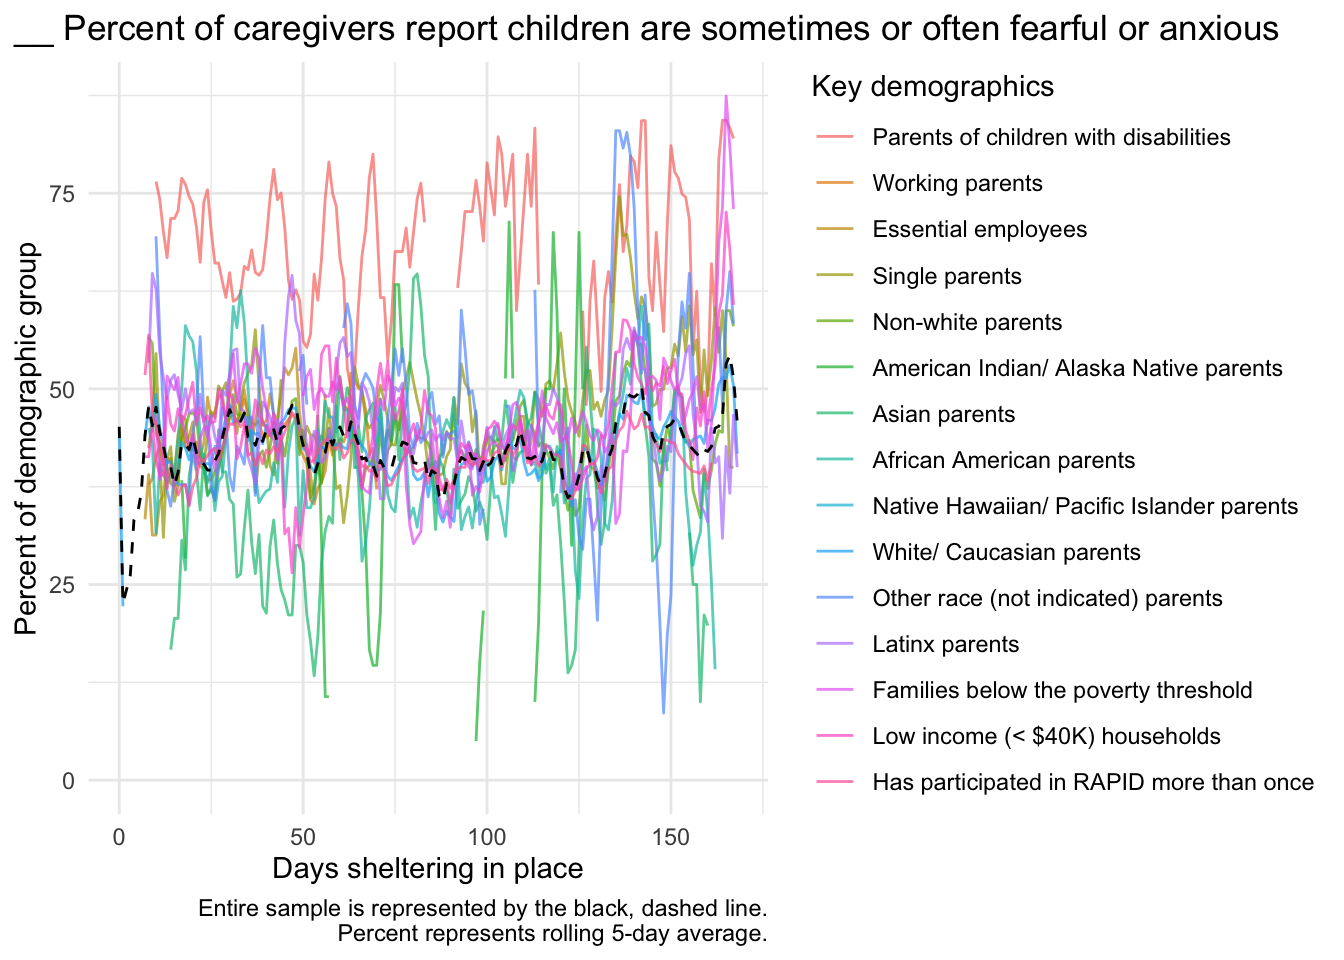 __ Percent of caregivers report children are sometimes or often fearful or anxious
Key demographics
Parents of children with disabilities
Working parents
Essential employees
Single parents
Non-white parents
American Indian/ Alaska Native parents
Asian parents
African American parents
Native Hawaiian/ Pacific Islander parents
White/ Caucasian parents
Other race (not indicated) parents
Latinx parents
Families below the poverty threshold
Low income (< $40K) households
Has participated in RAPID more than once
Percent of demographic group
75
50
25
0
0 50 100 150
Days sheltering in place
Entire sample is represented by the black, dashed line.
Percent represents rolling 5-day average.